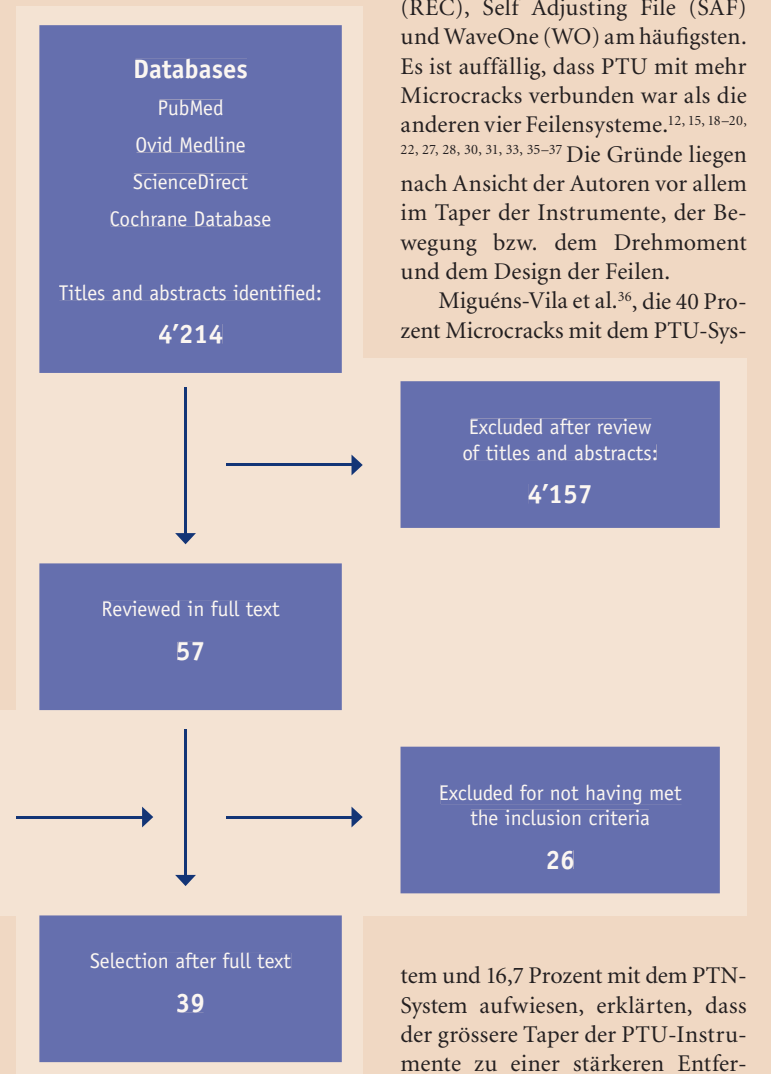 (REC), Self Adjusting File (SAF)
und WaveOne (WO) am häufigsten.
Es ist auffällig, dass PTU mit mehr
Microcracks verbunden war als die
anderen vier Feilensysteme.12, 15, 18–20,
22, 27, 28, 30, 31, 33, 35–37 Die Gründe liegen
nach Ansicht der Autoren vor allem
im Taper der Instrumente, der Be-
wegung bzw. dem Drehmoment
und dem Design der Feilen.
Miguéns-Vila et al.36, die 40 Pro-
zent Microcracks mit dem PTU-Sys-
tem und 16,7 Prozent mit dem PTN-
System aufwiesen, erklärten, dass
der grössere Taper der PTU-Instru-
mente zu einer stärkeren Entfer-
Databases
PubMed
Ovid Medline
ScienceDirect
Cochrane Database
Titles and abstracts identified:
4’214
Excluded after review
of titles and abstracts:
4’157
Reviewed in full text
57
Excluded for not having met
the inclusion criteria
26
Selection after full text
39